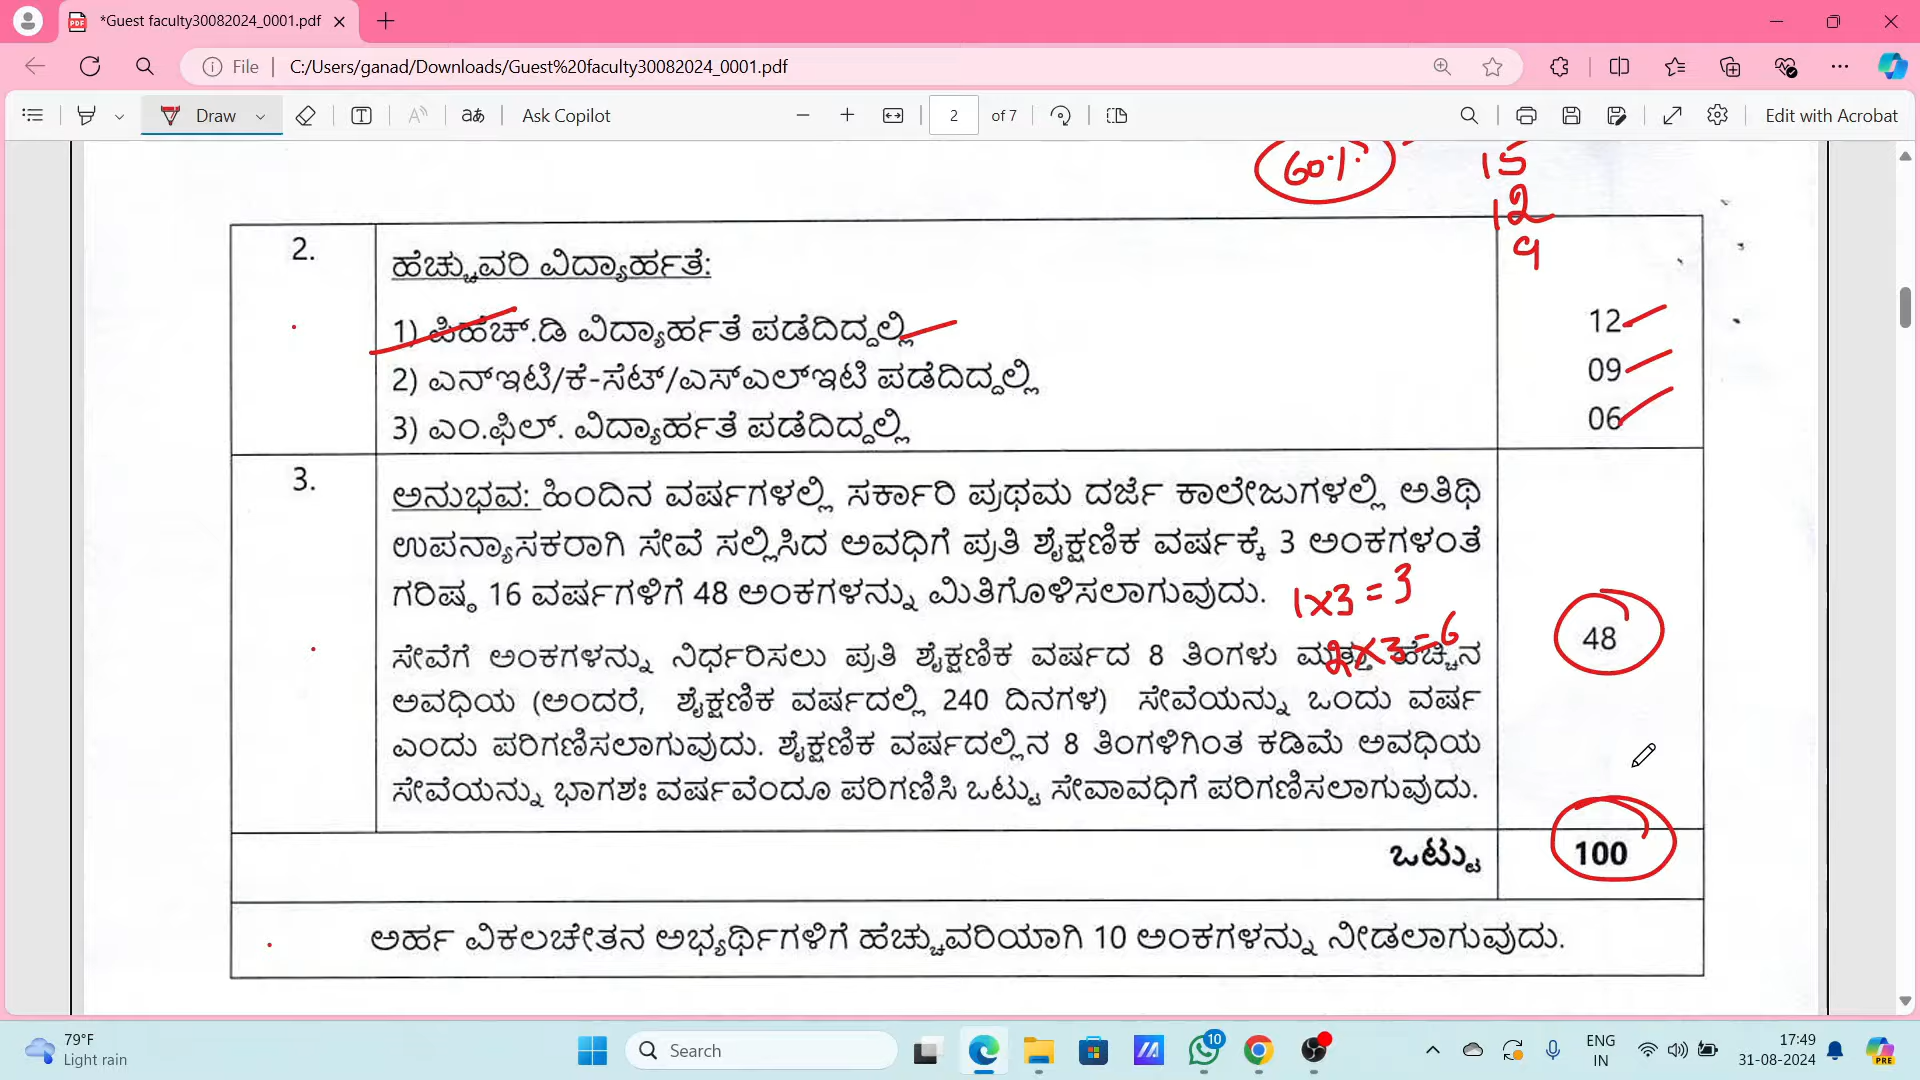 *Guest faculty30082024_0001.pdf
File C:/Users/ganad/Downloads/Guest%20faculty30082024_0001.pdf
Draw T aあ Ask Copilot 2 of 7 Edit with Acrobat
60%
15
12
9
2. ಹೆಚ್ಚುವರಿ ವಿದ್ಯಾರ್ಹತೆ:
1) ಪಿಹೆಚ್.ಡಿ ವಿದ್ಯಾರ್ಹತೆ ಪಡೆದಿದ್ದಲ್ಲಿ 12
2) ಎನ್ಇಟಿ/ಕೆ-ಸೆಟ್/ಎಸ್ಎಲ್ಇಟಿ ಪಡೆದಿದ್ದಲ್ಲಿ 09
3) ಎಂ.ಫಿಲ್. ವಿದ್ಯಾರ್ಹತೆ ಪಡೆದಿದ್ದಲ್ಲಿ 06
3. ಅನುಭವ: ಹಿಂದಿನ ವರ್ಷಗಳಲ್ಲಿ ಸರ್ಕಾರಿ ಪ್ರಥಮ ದರ್ಜೆ ಕಾಲೇಜುಗಳಲ್ಲಿ ಅತಿಥಿ
ಉಪನ್ಯಾಸಕರಾಗಿ ಸೇವೆ ಸಲ್ಲಿಸಿದ ಅವಧಿಗೆ ಪ್ರತಿ ಶೈಕ್ಷಣಿಕ ವರ್ಷಕ್ಕೆ 3 ಅಂಕಗಳಂತೆ
ಗರಿಷ್ಠ 16 ವರ್ಷಗಳಿಗೆ 48 ಅಂಕಗಳನ್ನು ಮಿತಿಗೊಳಿಸಲಾಗುವುದು.
1x3=3
2x3=6
48
ಸೇವೆಗೆ ಅಂಕಗಳನ್ನು ನಿರ್ಧರಿಸಲು ಪ್ರತಿ ಶೈಕ್ಷಣಿಕ ವರ್ಷದ 8 ತಿಂಗಳು ಮತ್ತು ಹೆಚ್ಚಿನ
ಅವಧಿಯ (ಅಂದರೆ, ಶೈಕ್ಷಣಿಕ ವರ್ಷದಲ್ಲಿ 240 ದಿನಗಳ) ಸೇವೆಯನ್ನು ಒಂದು ವರ್ಷ
ಎಂದು ಪರಿಗಣಿಸಲಾಗುವುದು. ಶೈಕ್ಷಣಿಕ ವರ್ಷದಲ್ಲಿನ 8 ತಿಂಗಳಿಗಿಂತ ಕಡಿಮೆ ಅವಧಿಯ
ಸೇವೆಯನ್ನು ಭಾಗಶಃ ವರ್ಷವೆಂದೂ ಪರಿಗಣಿಸಿ ಒಟ್ಟು ಸೇವಾವಧಿಗೆ ಪರಿಗಣಿಸಲಾಗುವುದು.
ಒಟ್ಟು 100
ಅರ್ಹ ವಿಕಲಚೇತನ ಅಭ್ಯರ್ಥಿಗಳಿಗೆ ಹೆಚ್ಚುವರಿಯಾಗಿ 10 ಅಂಕಗಳನ್ನು ನೀಡಲಾಗುವುದು.
79°F
Light rain
Search
10
ENG
IN
17:49
31-08-2024
PRE